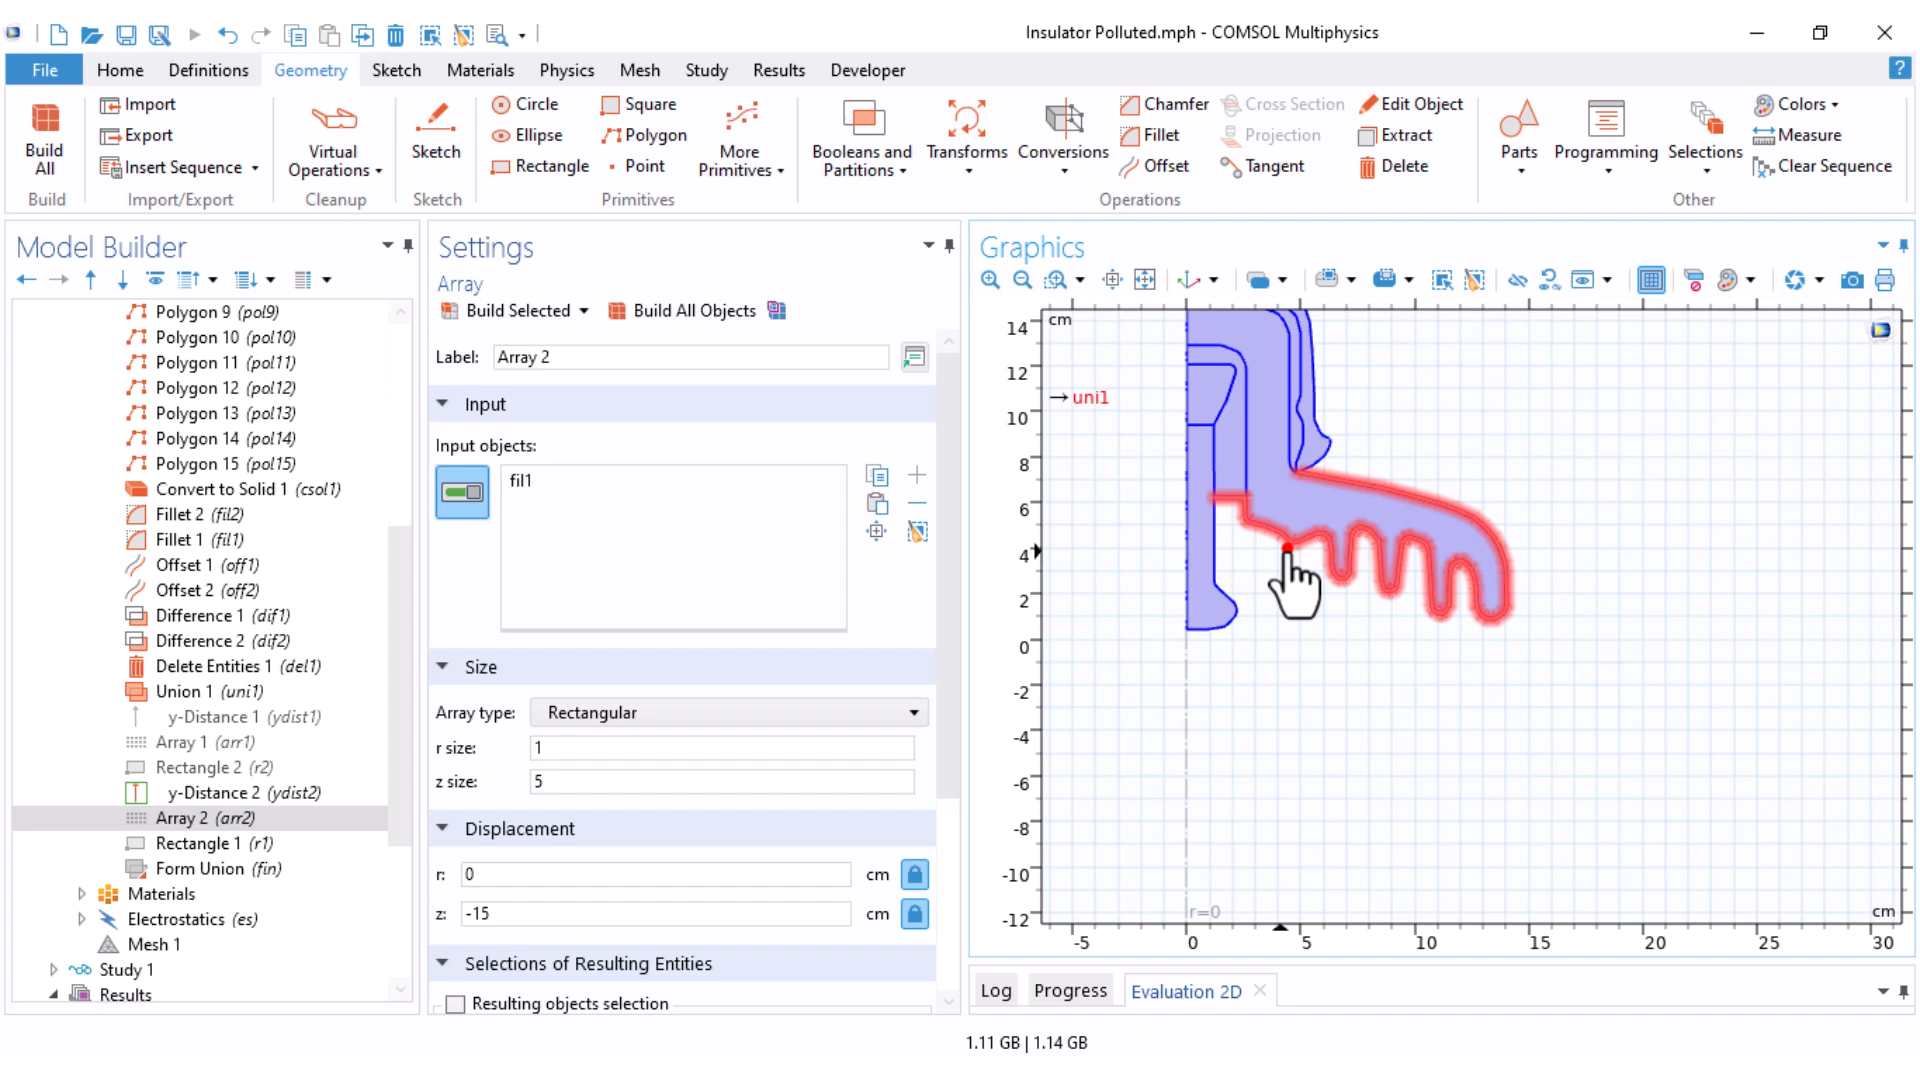 Insulator Polluted.mph - COMSOL Multiphysics
File
Home
Definitions
Geometry
Sketch
Materials
Physics
Mesh
Study
Results
Developer
?
Build All
Build
Import
Export
Insert Sequence
Import/Export
Virtual Operations
Cleanup
Sketch
Sketch
Circle
Ellipse
Rectangle
Square
Polygon
Point
More Primitives
Primitives
Booleans and Partitions
Transforms
Conversions
Chamfer
Fillet
Offset
Cross Section
Projection
Tangent
Edit Object
Extract
Delete
Operations
Parts
Programming
Selections
Colors
Measure
Clear Sequence
Other
Model Builder
Polygon 9 (pol9)
Polygon 10 (pol10)
Polygon 11 (pol11)
Polygon 12 (pol12)
Polygon 13 (pol13)
Polygon 14 (pol14)
Polygon 15 (pol15)
Convert to Solid 1 (csol1)
Fillet 2 (fil2)
Fillet 1 (fil1)
Offset 1 (off1)
Offset 2 (off2)
Difference 1 (dif1)
Difference 2 (dif2)
Delete Entities 1 (del1)
Union 1 (uni1)
y-Distance 1 (ydist1)
Array 1 (arr1)
Rectangle 2 (r2)
y-Distance 2 (ydist2)
Array 2 (arr2)
Rectangle 1 (r1)
Form Union (fin)
Materials
Electrostatics (es)
Mesh 1
Study 1
Results
Settings
Array
Build Selected
Build All Objects
Label: Array 2
Input
Input objects:
fil1
Size
Array type: Rectangular
r size: 1
z size: 5
Displacement
r: 0 cm
z: -15 cm
Selections of Resulting Entities
Resulting objects selection
Graphics
cm
14
12
10
8
6
4
2
0
-2
-4
-6
-8
-10
-12
uni1
r=0
cm
-5
0
5
10
15
20
25
30
Log
Progress
Evaluation 2D
1.11 GB | 1.14 GB